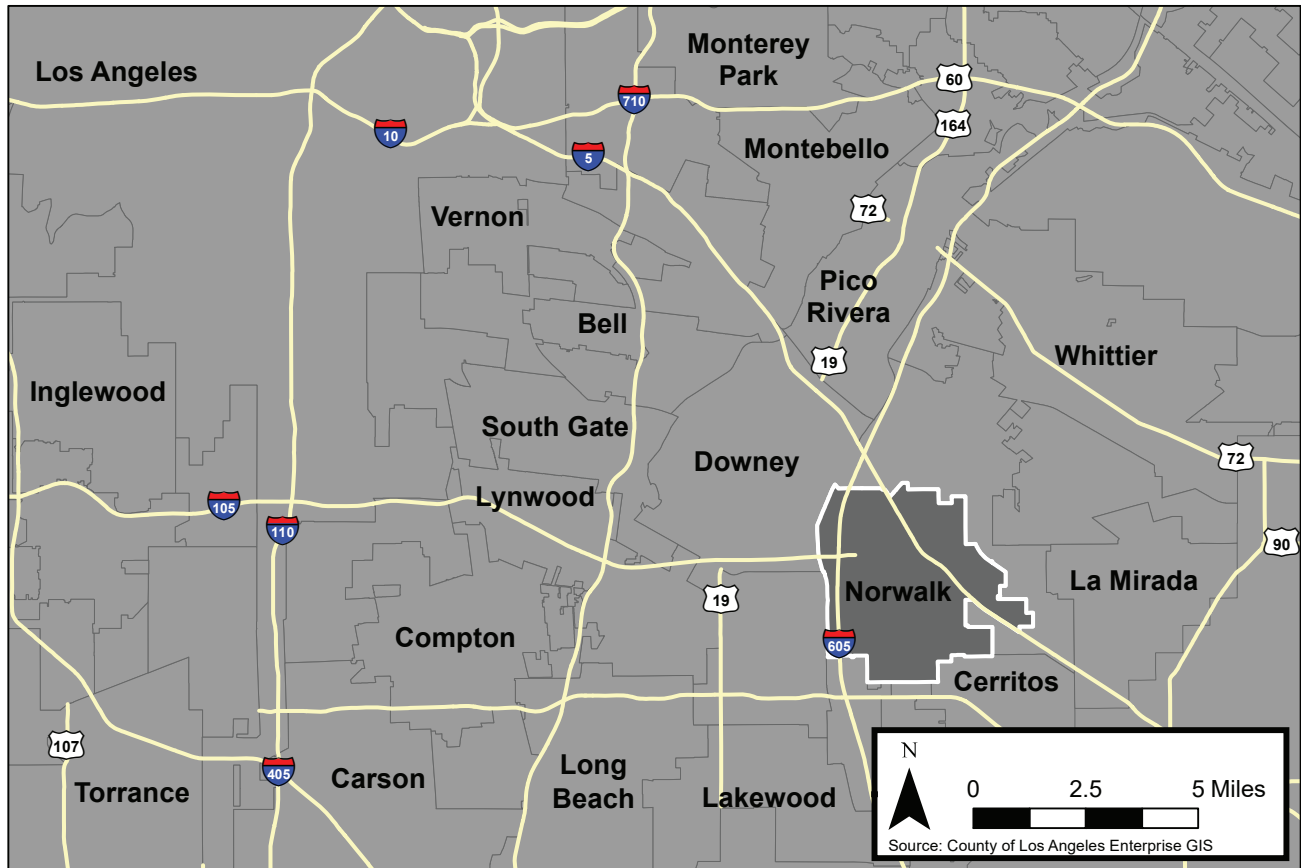 Monterey
Park
Los Angeles
60
710
164
10
5
Montebello
72
Vernon
Pico
Rivera
Bell
19
Whittier
Inglewood
South Gate
Downey
72
Lynwood
105
110
90
La Mirada
Norwalk
19
Compton
605
Cerritos
107
405
Carson
Long
Beach
Torrance
Lakewood
N
0 2.5 5 Miles
Source: County of Los Angeles Enterprise GIS